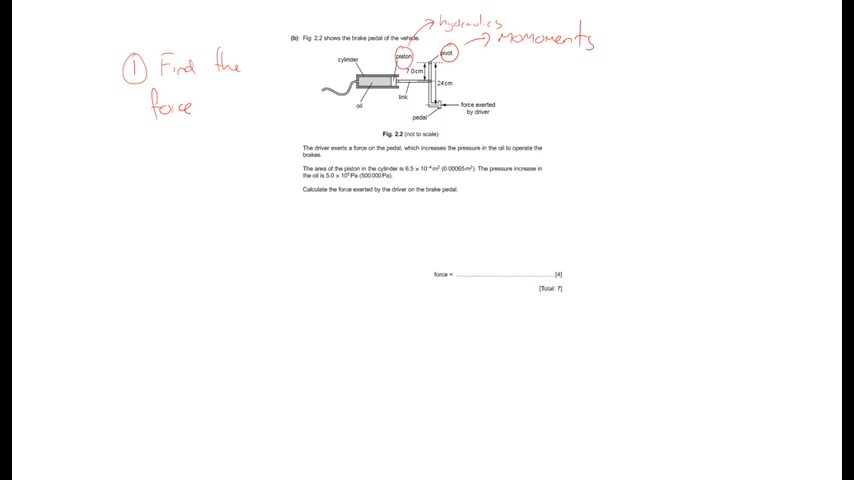 hydraulics
(b) Fig. 2.2 shows the brake pedal of the vehicle.
MOMOMENTS
① Find the
force
cylinder
piston
pivot
7.0cm
24cm
link
oil
force exerted
by driver
pedal
Fig. 2.2 (not to scale)
The driver exerts a force on the pedal, which increases the pressure in the oil to operate the
brakes.
The area of the piston in the cylinder is 6.5 × 10⁻⁴ m² (0.00065 m²). The pressure increase in
the oil is 5.0 × 10⁵ Pa (500 000 Pa).
Calculate the force exerted by the driver on the brake pedal.
force = ......................................................[4]
[Total: 7]